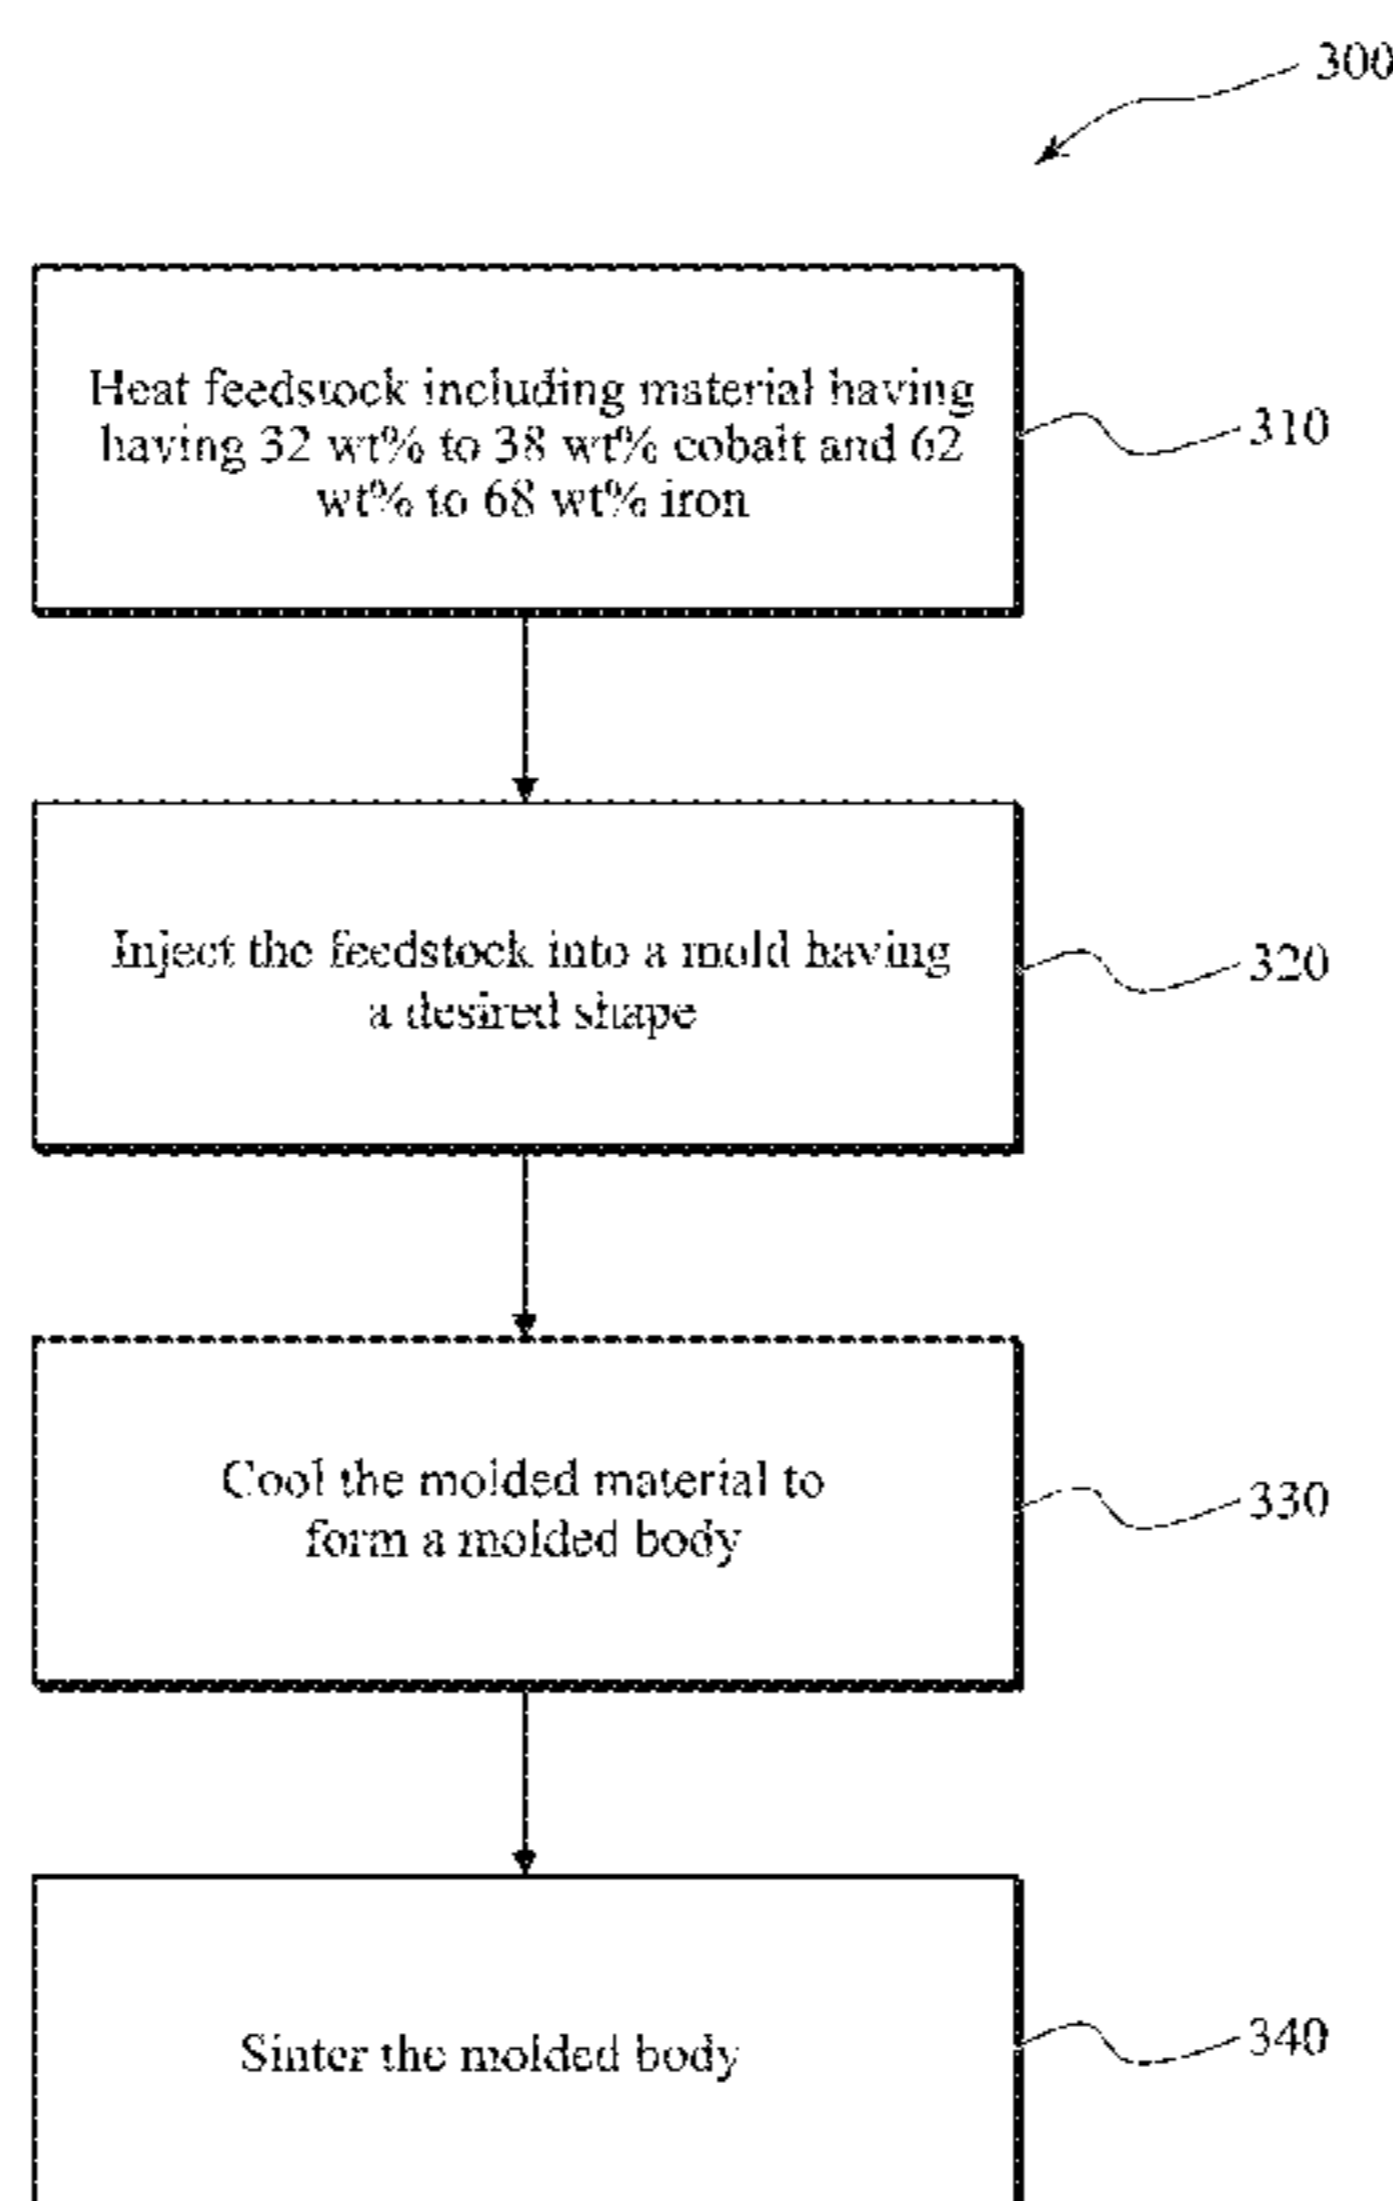 300
Heat feedstock including material having
having 32 wt% to 38 wt% cobalt and 62
wt% to 68 wt% iron
310
Inject the feedstock into a mold having
a desired shape
320
Cool the molded material to
form a molded body
330
Sinter the molded body
340